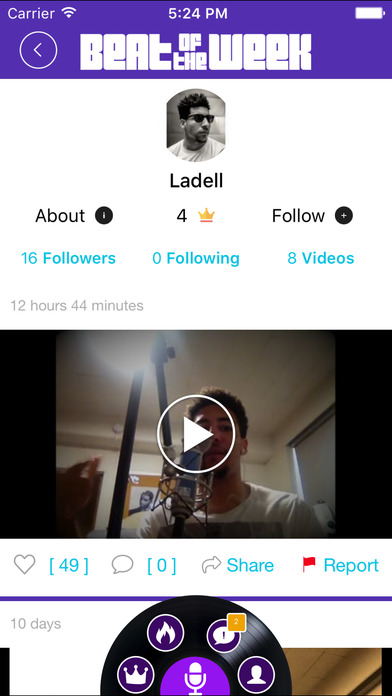 Carrier 5:24 PM
BEAT OF THE WEEK
Ladell
About i 4 Follow +
16 Followers 0 Following 8 Videos
12 hours 44 minutes
[ 49 ] [ 0 ] Share Report
10 days
2
!